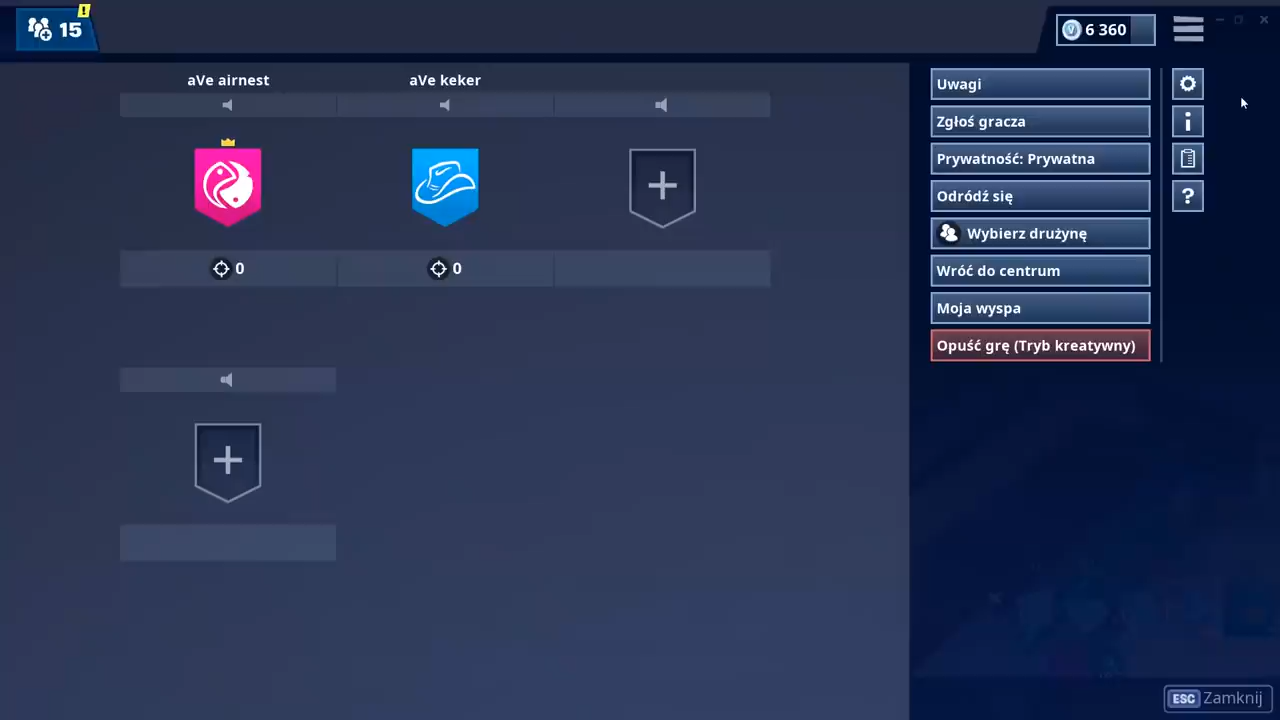 15
6 360
aVe airnest
aVe keker
0
0
Uwagi
Zgłoś gracza
Prywatność: Prywatna
Odródź się
Wybierz drużynę
Wróć do centrum
Moja wyspa
Opuść grę (Tryb kreatywny)
ESC Zamknij